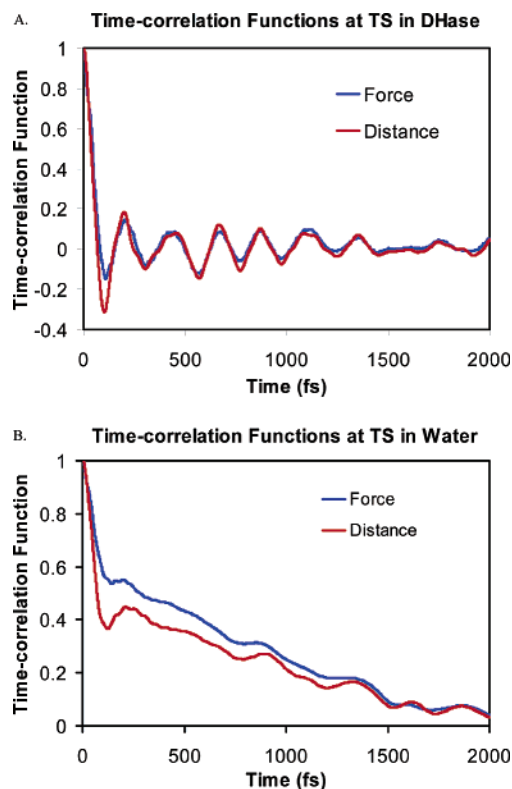 A. Time-correlation Functions at TS in DHase
Time-correlation Function
1
0.8
0.6
0.4
0.2
0
-0.2
-0.4
Force
Distance
0 500 1000 1500 2000
Time (fs)
B. Time-correlation Functions at TS in Water
Time-correlation Function
1
0.8
0.6
0.4
0.2
0
Force
Distance
0 500 1000 1500 2000
Time (fs)